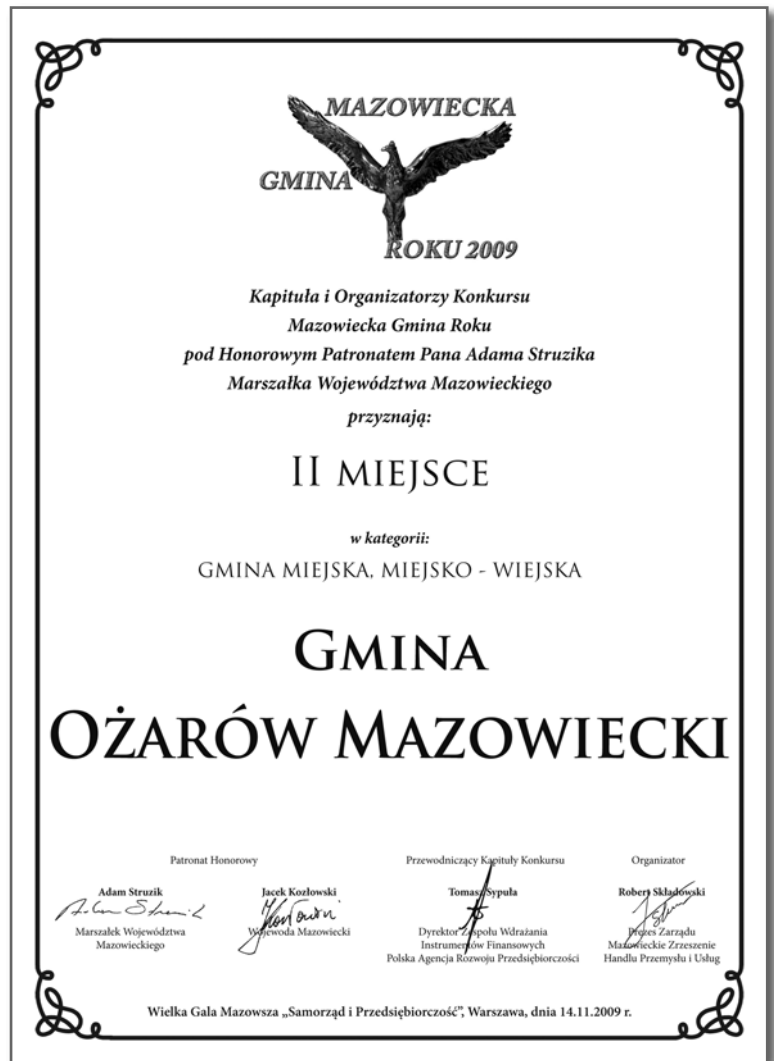 MAZOWIECKA
GMINA
ROKU 2009
Kapituła i Organizatorzy Konkursu
Mazowiecka Gmina Roku
pod Honorowym Patronatem Pana Adama Struzika
Marszałka Województwa Mazowieckiego
przyznają:
II MIEJSCE
w kategorii:
GMINA MIEJSKA, MIEJSKO - WIEJSKA
GMINA
OŻARÓW MAZOWIECKI
Patronat Honorowy
Przewodniczący Kapituły Konkursu
Organizator
Adam Struzik
Jacek Kozłowski
Tomasz Sypuła
Robert Składowski
Marszałek Województwa
Mazowieckiego
Wojewoda Mazowiecki
Dyrektor Zespołu Wdrażania
Instrumentów Finansowych
Polska Agencja Rozwoju Przedsiębiorczości
Prezes Zarządu
Mazowieckie Zrzeszenie
Handlu Przemysłu i Usług
Wielka Gala Mazowsza „Samorząd i Przedsiębiorczość”, Warszawa, dnia 14.11.2009 r.